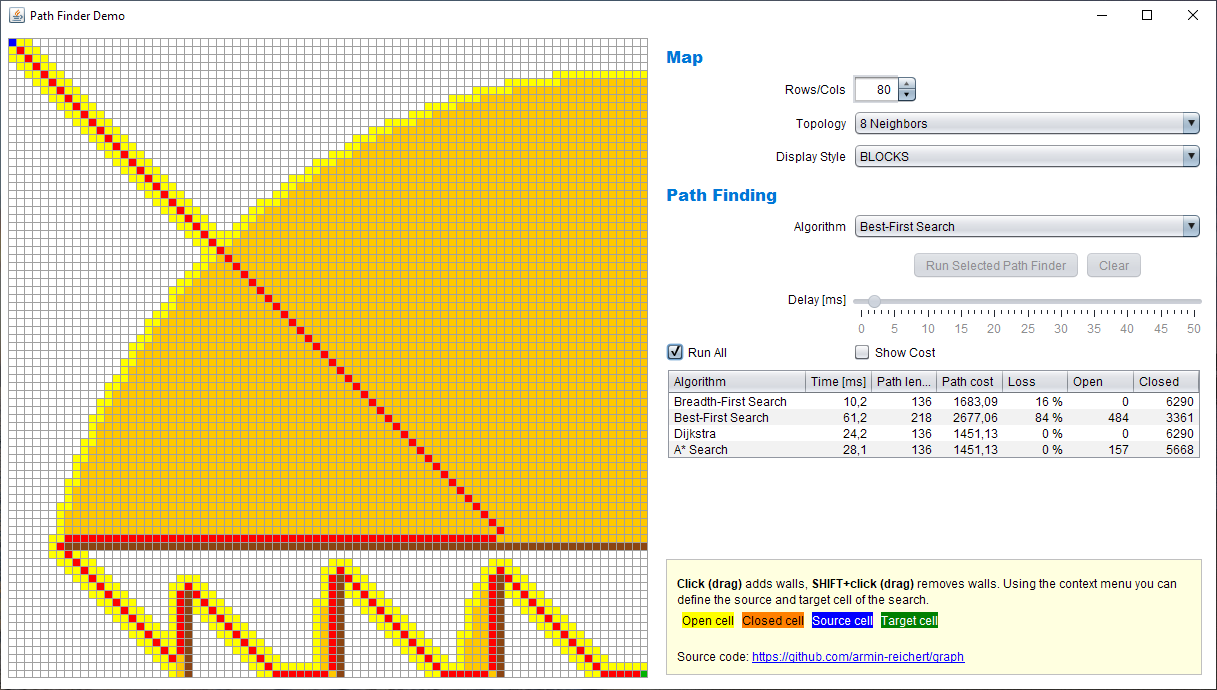 Path Finder Demo
Map
Rows/Cols 80
Topology 8 Neighbors
Display Style BLOCKS
Path Finding
Algorithm Best-First Search
Run Selected Path Finder Clear
Delay [ms]
0 5 10 15 20 25 30 35 40 45 50
Run All Show Cost
Algorithm Time [ms] Path len... Path cost Loss Open Closed
Breadth-First Search 10,2 136 1683,09 16 % 0 6290
Best-First Search 61,2 218 2677,06 84 % 484 3361
Dijkstra 24,2 136 1451,13 0 % 0 6290
A* Search 28,1 136 1451,13 0 % 157 5668
Click (drag) adds walls, SHIFT+click (drag) removes walls. Using the context menu you can
define the source and target cell of the search.
Open cell Closed cell Source cell Target cell
Source code: https://github.com/armin-reichert/graph